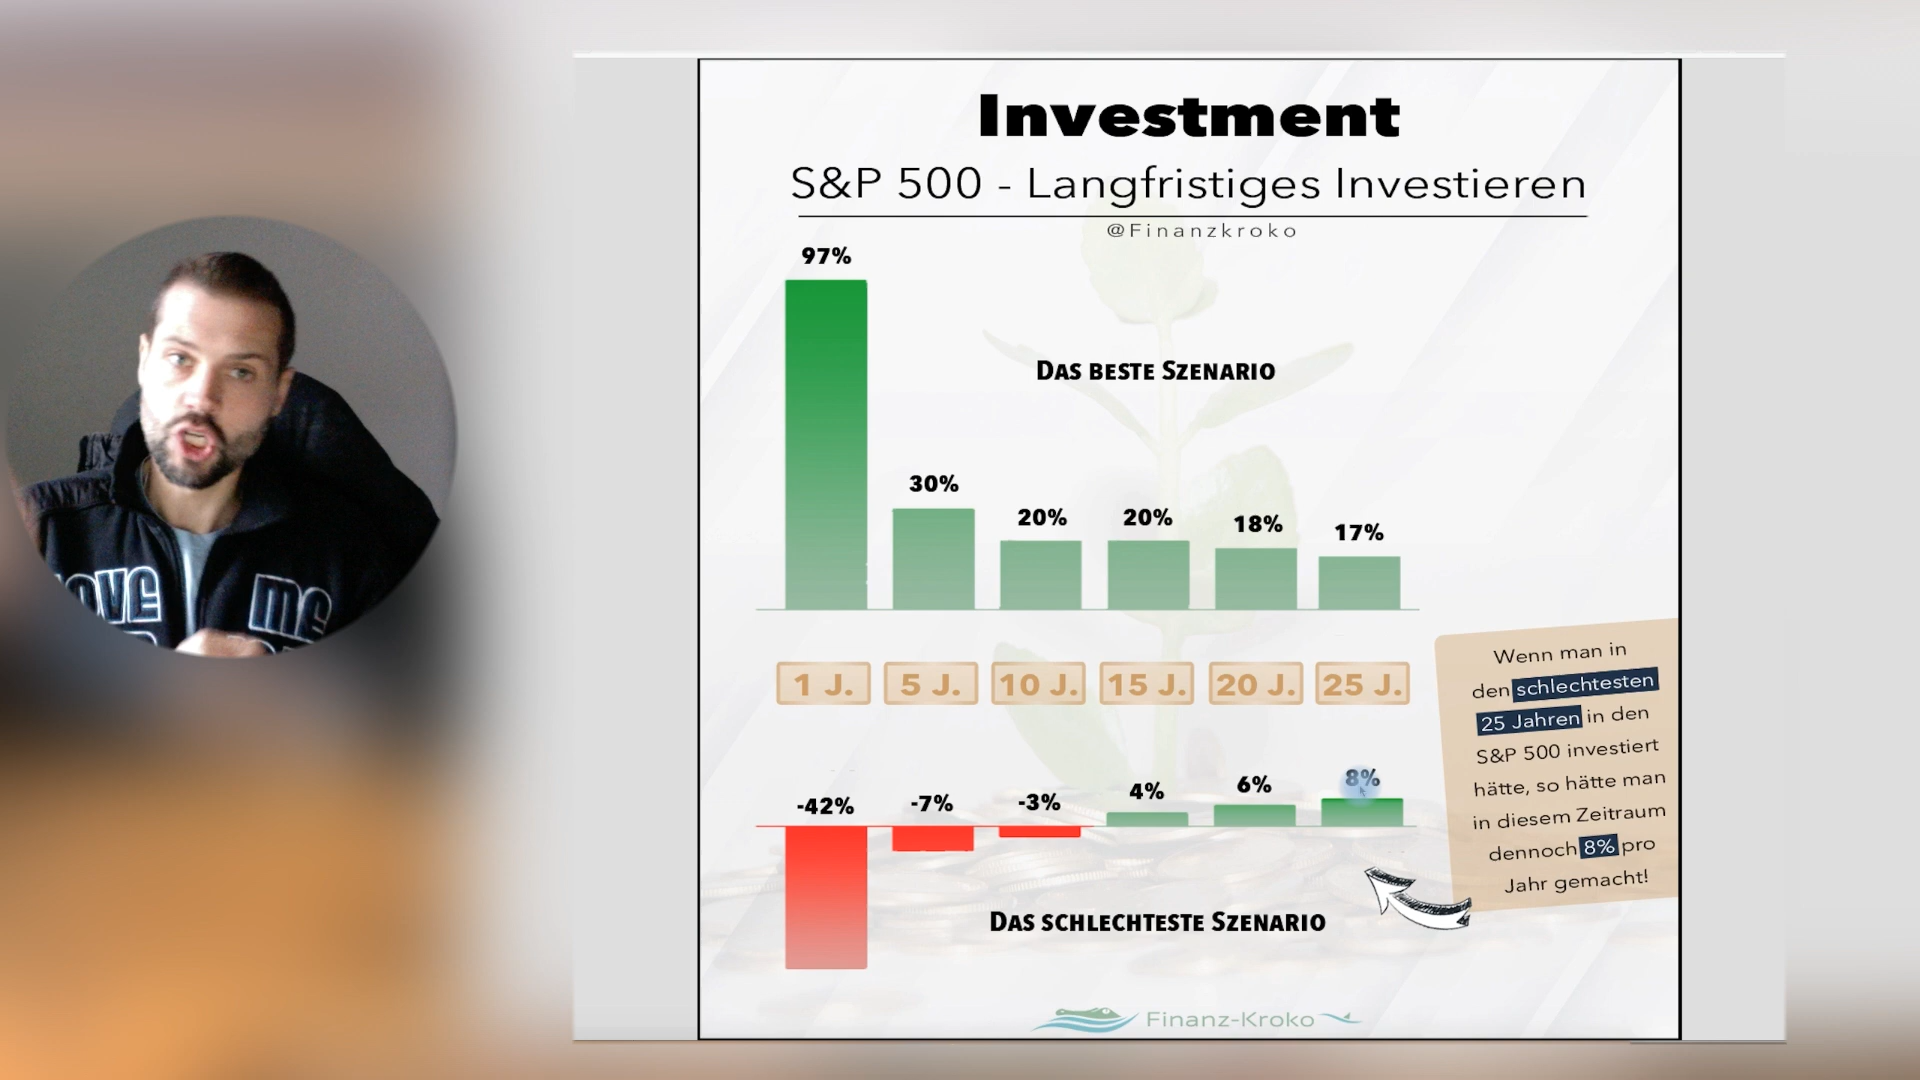 Investment
S&P 500 - Langfristiges Investieren
@Finanzkroko
97%
30%
20%
20%
18%
17%
DAS BESTE SZENARIO
1 J.
5 J.
10 J.
15 J.
20 J.
25 J.
-42%
-7%
-3%
4%
6%
8%
DAS SCHLECHTESTE SZENARIO
Wenn man in
den schlechtesten
25 Jahren in den
S&P 500 investiert
hätte, so hätte man
in diesem Zeitraum
dennoch 8% pro
Jahr gemacht!
Finanz-Kroko
OVE
ME